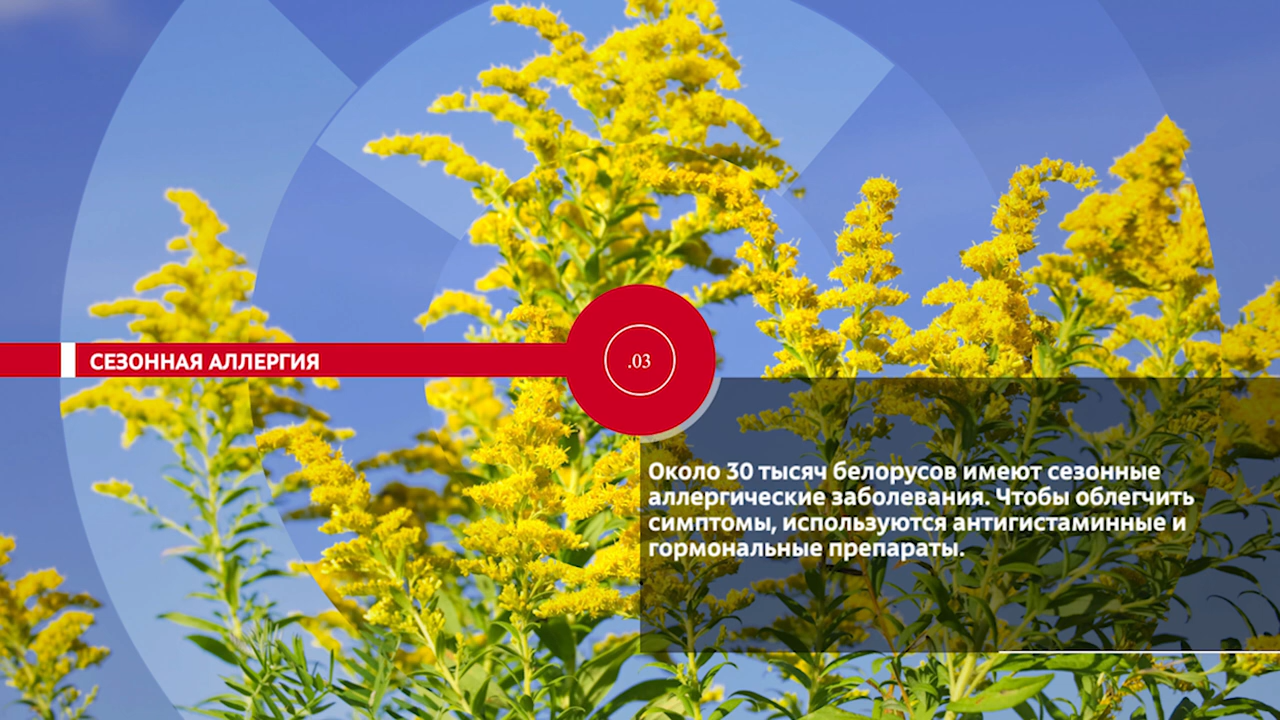 СЕЗОННАЯ АЛЛЕРГИЯ
.03
Около 30 тысяч белорусов имеют сезонные
аллергические заболевания. Чтобы облегчить
симптомы, используются антигистаминные и
гормональные препараты.